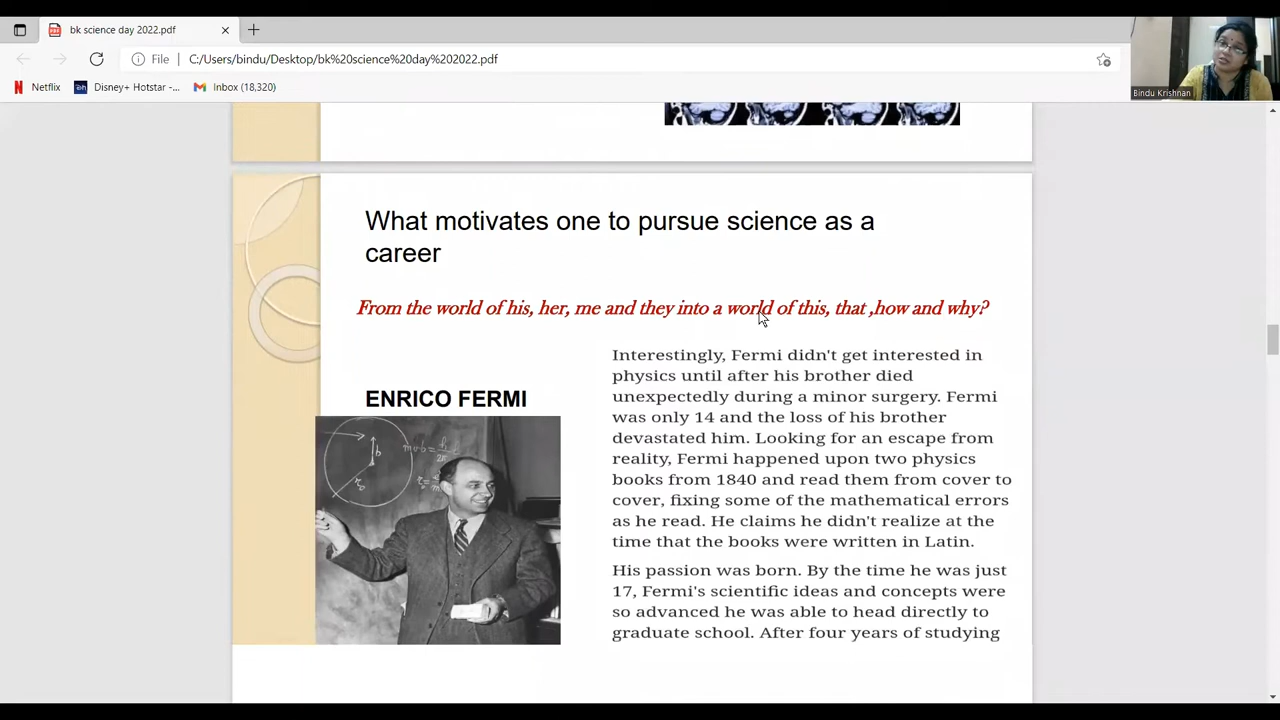 bk science day 2022.pdf
File
C:/Users/bindu/Desktop/bk%20science%20day%202022.pdf
Netflix
Disney+ Hotstar -...
Inbox (18,320)
Bindu Krishnan
What motivates one to pursue science as a
career
From the world of his, her, me and they into a world of this, that ,how and why?
ENRICO FERMI
Interestingly, Fermi didn't get interested in
physics until after his brother died
unexpectedly during a minor surgery. Fermi
was only 14 and the loss of his brother
devastated him. Looking for an escape from
reality, Fermi happened upon two physics
books from 1840 and read them from cover to
cover, fixing some of the mathematical errors
as he read. He claims he didn't realize at the
time that the books were written in Latin.
His passion was born. By the time he was just
17, Fermi's scientific ideas and concepts were
so advanced he was able to head directly to
graduate school. After four years of studying